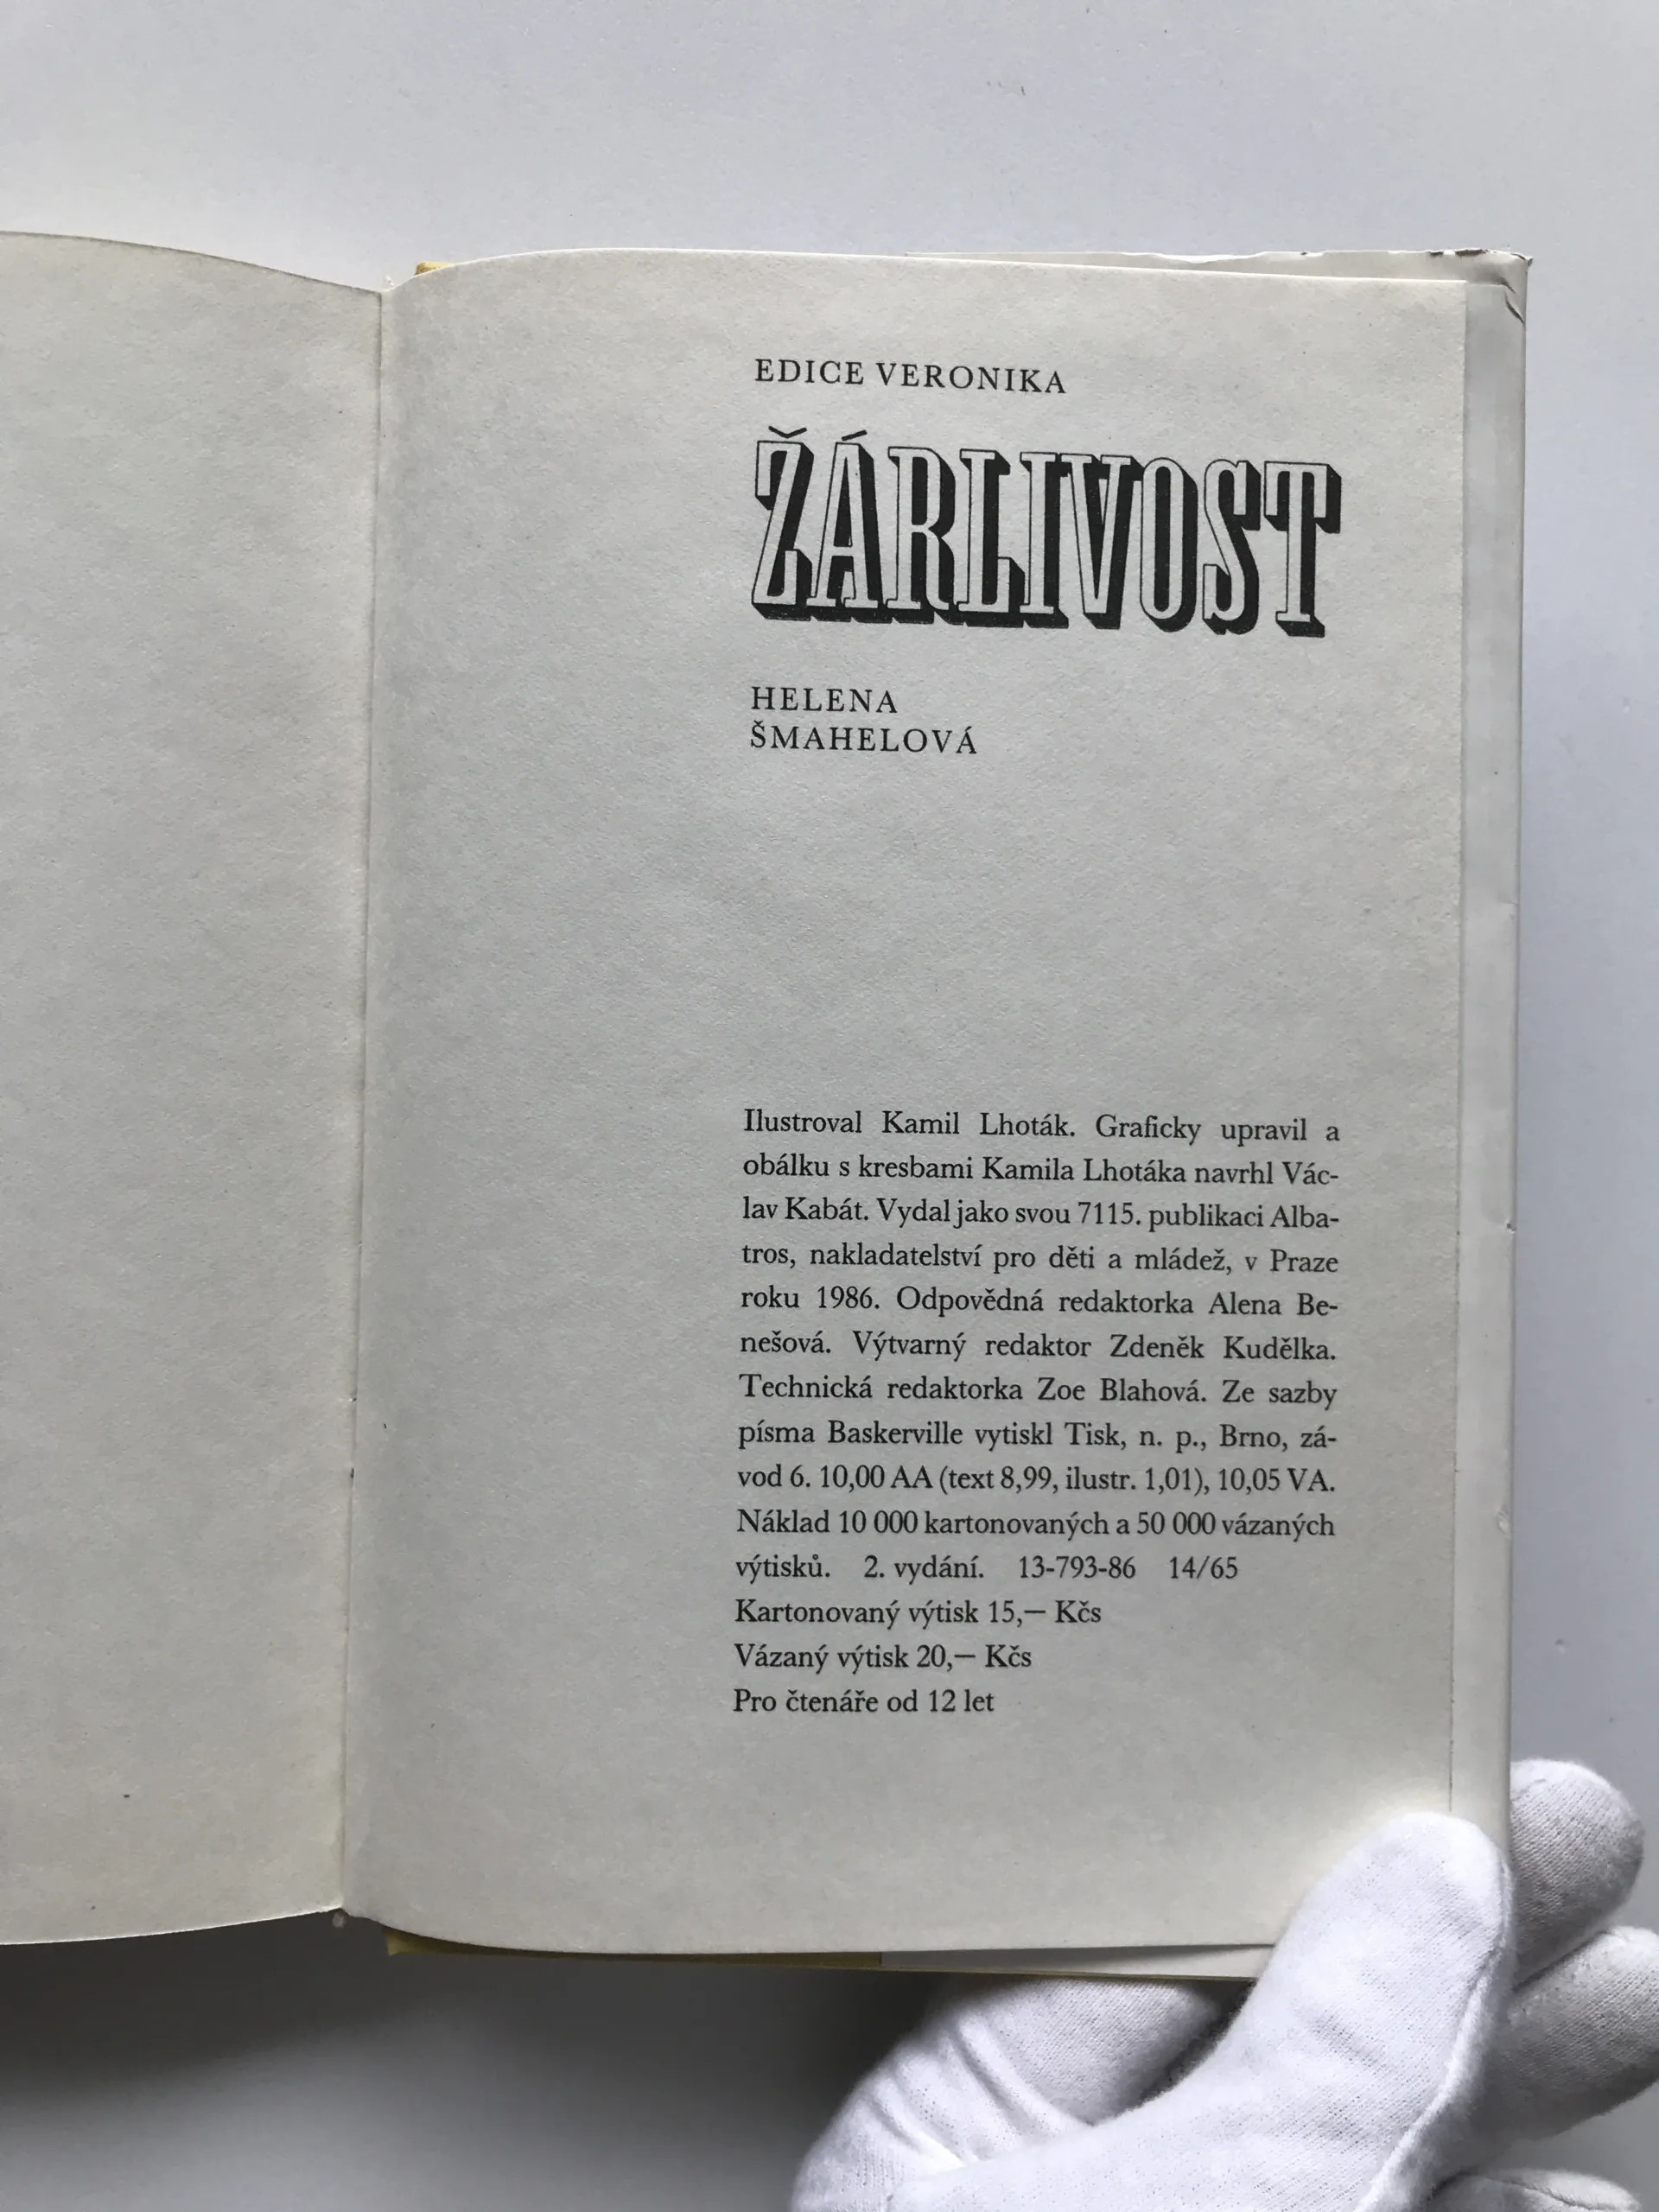 EDICE VERONIKA
ŽÁRLIVOST
HELENA
ŠMAHELOVÁ
Ilustroval Kamil Lhoták. Graficky upravil a
obálku s kresbami Kamila Lhotáka navrhl Vác-
lav Kabát. Vydal jako svou 7115. publikaci Alba-
tros, nakladatelství pro děti a mládež, v Praze
roku 1986. Odpovědná redaktorka Alena Be-
nešová. Výtvarný redaktor Zdeněk Kudělka.
Technická redaktorka Zoe Blahová. Ze sazby
písma Baskerville vytiskl Tisk, n. p., Brno, zá-
vod 6. 10,00 AA (text 8,99, ilustr. 1,01), 10,05 VA.
Náklad 10 000 kartonovaných a 50 000 vázaných
výtisků. 2. vydání. 13-793-86 14/65
Kartonovaný výtisk 15,— Kčs
Vázaný výtisk 20,— Kčs
Pro čtenáře od 12 let